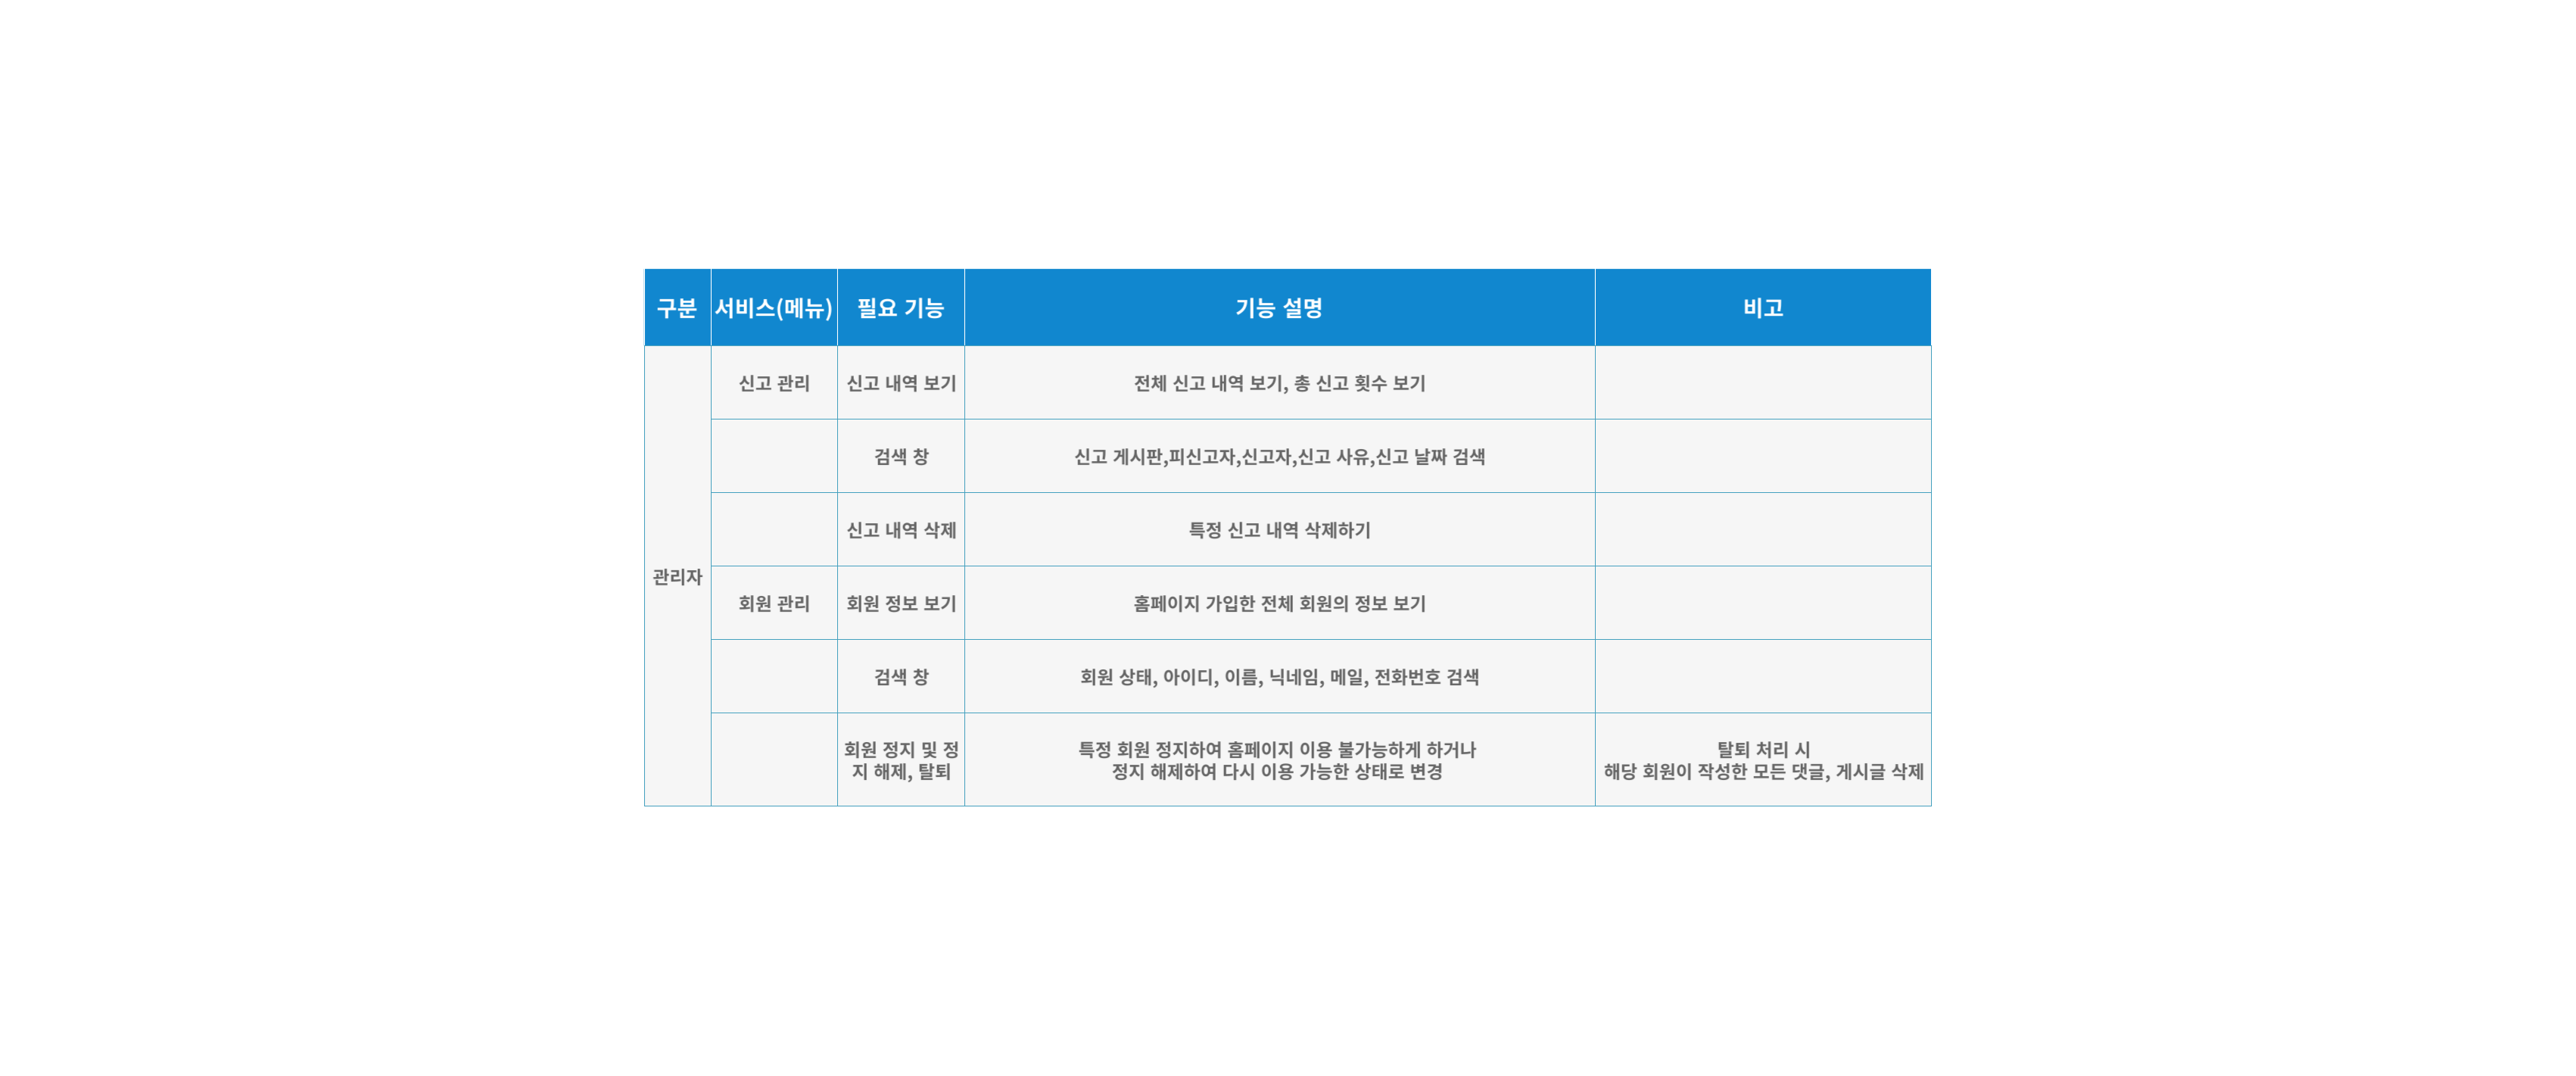 구분 서비스(메뉴) 필요 기능 기능 설명 비고
신고 관리 신고 내역 보기 전체 신고 내역 보기, 총 신고 횟수 보기
검색 창 신고 게시판,피신고자,신고자,신고 사유,신고 날짜 검색
신고 내역 삭제 특정 신고 내역 삭제하기
관리자
회원 관리 회원 정보 보기 홈페이지 가입한 전체 회원의 정보 보기
검색 창 회원 상태, 아이디, 이름, 닉네임, 메일, 전화번호 검색
회원 정지 및 정 특정 회원 정지하여 홈페이지 이용 불가능하게 하거나 탈퇴 처리 시
지 해제, 탈퇴 정지 해제하여 다시 이용 가능한 상태로 변경 해당 회원이 작성한 모든 댓글, 게시글 삭제